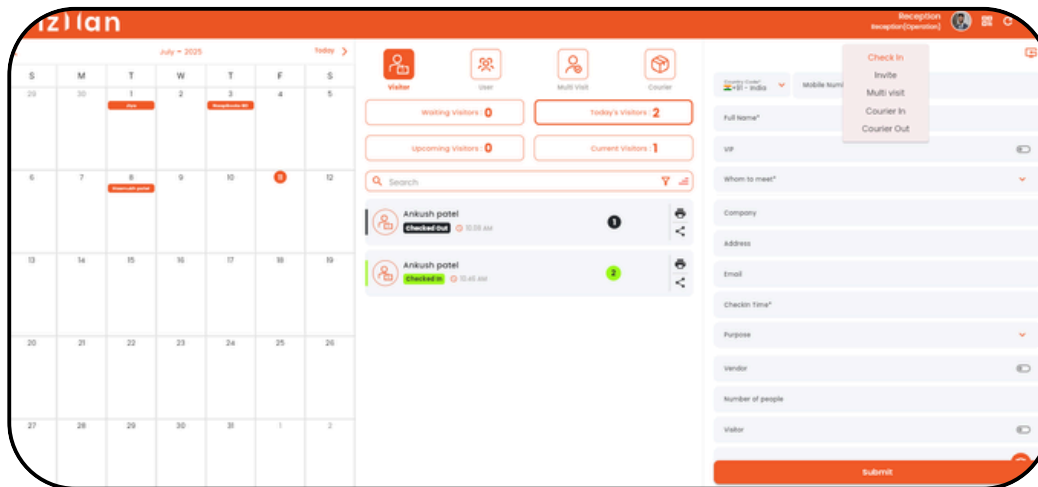 Reception
Reception(Operation)
July - 2025
Today
S M T W T F S
29 30 1 2 3 4 5
6 7 8 9 10 11 12
13 14 15 16 17 18 19
20 21 22 23 24 25 26
27 28 29 30 31 1 2
Visitor User Multi Visit Courier
Waiting Visitors : 0
Today's Visitors : 2
Upcoming Visitors : 0
Current Visitors : 1
Search
Ankush patel
Checked Out 10:38 AM
1
Ankush patel
Checked In 10:46 AM
2
Check In
Invite
Multi visit
Courier In
Courier Out
Country Code*
+91 - India
Mobile Num
Full Name*
VIP
Whom to meet*
Company
Address
Email
Checkin Time*
Purpose
Vendor
Number of people
Visitor
Submit